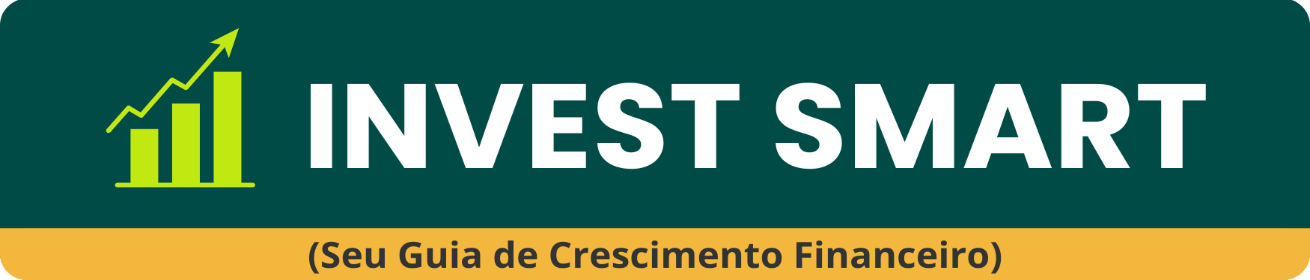 INVEST SMART
(Seu Guia de Crescimento Financeiro)